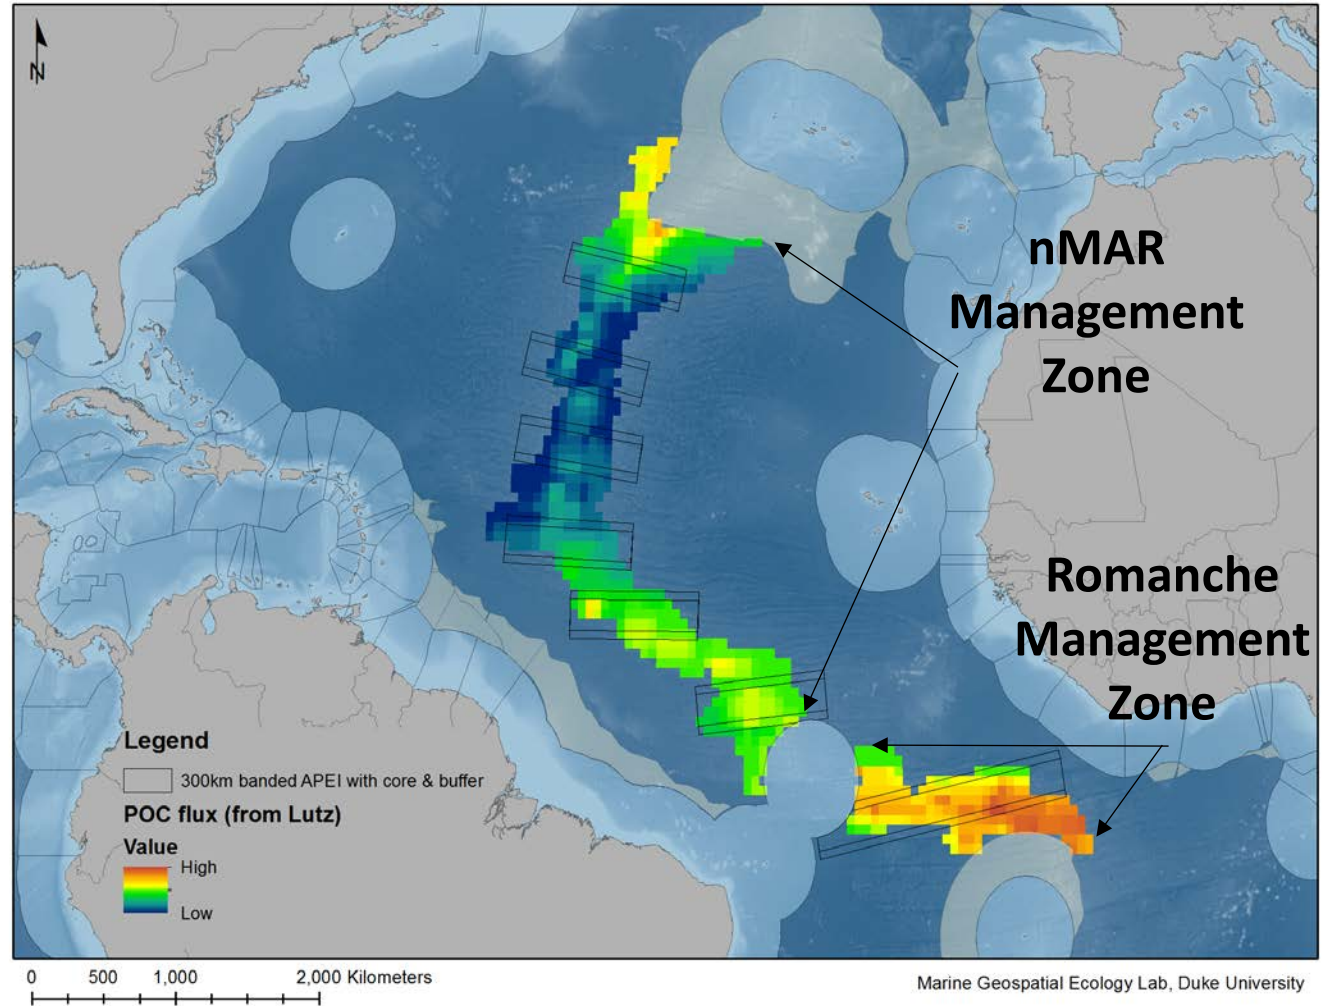 N
nMAR
Management
Zone
Romanche
Management
Zone
Legend
300km banded APEI with core & buffer
POC flux (from Lutz)
Value
High
Low
0 500 1,000 2,000 Kilometers
Marine Geospatial Ecology Lab, Duke University